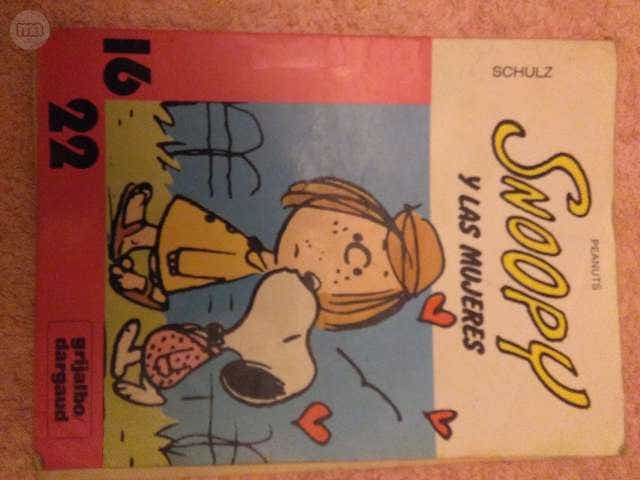 SCHULZ
PEANUTS
SNOOPY
Y LAS MUJERES
16
22
grijalbo/
dargaud